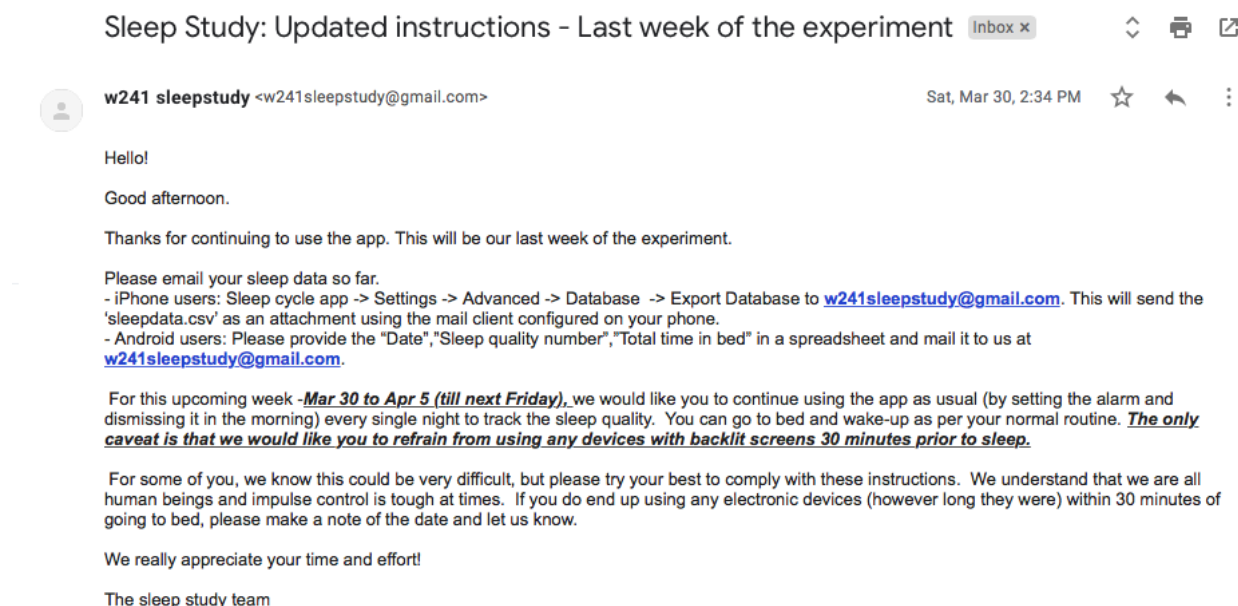 Sleep Study: Updated instructions - Last week of the experiment Inbox x
w241 sleepstudy <w241sleepstudy@gmail.com> Sat, Mar 30, 2:34 PM
Hello!
Good afternoon.
Thanks for continuing to use the app. This will be our last week of the experiment.
Please email your sleep data so far.
- iPhone users: Sleep cycle app -> Settings -> Advanced -> Database -> Export Database to w241sleepstudy@gmail.com. This will send the
‘sleepdata.csv’ as an attachment using the mail client configured on your phone.
- Android users: Please provide the “Date”,"Sleep quality number”,”Total time in bed” in a spreadsheet and mail it to us at
w241sleepstudy@gmail.com.
For this upcoming week -Mar 30 to Apr 5 (till next Friday), we would like you to continue using the app as usual (by setting the alarm and
dismissing it in the morning) every single night to track the sleep quality. You can go to bed and wake-up as per your normal routine. The only
caveat is that we would like you to refrain from using any devices with backlit screens 30 minutes prior to sleep.
For some of you, we know this could be very difficult, but please try your best to comply with these instructions. We understand that we are all
human beings and impulse control is tough at times. If you do end up using any electronic devices (however long they were) within 30 minutes of
going to bed, please make a note of the date and let us know.
We really appreciate your time and effort!
The sleep study team